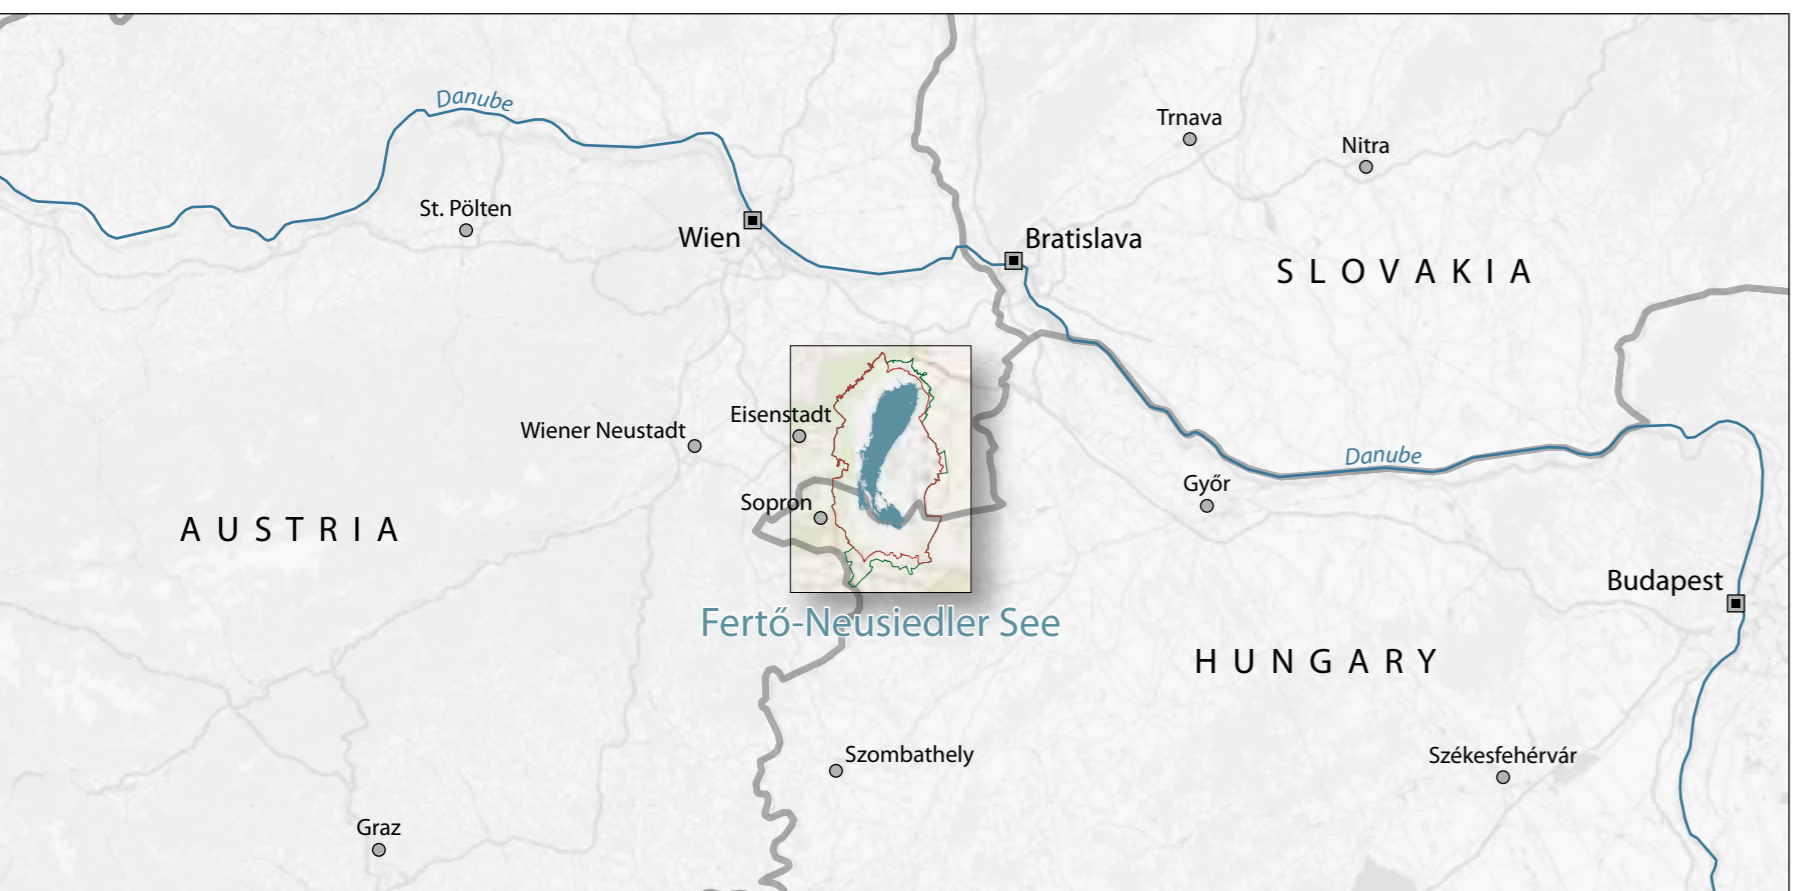 Danube
Trnava
Nitra
St. Pölten
Wien
Bratislava
SLOVAKIA
Eisenstadt
Wiener Neustadt
Danube
Győr
Sopron
AUSTRIA
Budapest
Fertő-Neusiedler See
HUNGARY
Szombathely
Székesfehérvár
Graz